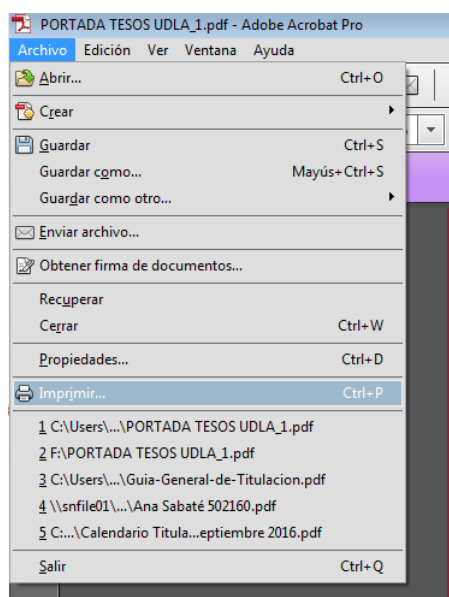 PORTADA TESOS UDLA_1.pdf - Adobe Acrobat Pro
Archivo Edición Ver Ventana Ayuda
Abrir... Ctrl+O
Crear
Guardar Ctrl+S
Guardar como... Mayús+Ctrl+S
Guardar como otro...
Enviar archivo...
Obtener firma de documentos...
Recuperar
Cerrar Ctrl+W
Propiedades... Ctrl+D
Imprimir... Ctrl+P
1 C:\Users\...\PORTADA TESOS UDLA_1.pdf
2 F:\PORTADA TESOS UDLA_1.pdf
3 C:\Users\...\Guia-General-de-Titulacion.pdf
4 \\snfile01\...\Ana Sabaté 502160.pdf
5 C:...\Calendario Titula...eptiembre 2016.pdf
Salir Ctrl+Q